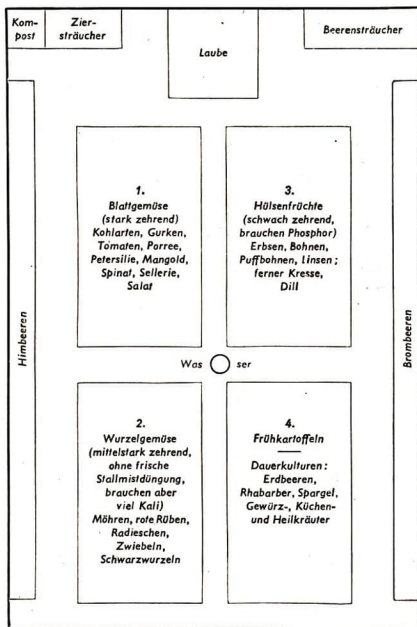 Kom-
post
Zier-
sträucher
Laube
Beerensträucher
Himbeeren
1.
Blattgemüse
(stark zehrend)
Kohlarten, Gurken,
Tomaten, Porree,
Petersilie, Mangold,
Spinat, Sellerie,
Salat
3.
Hülsenfrüchte
(schwach zehrend,
brauchen Phosphor)
Erbsen, Bohnen,
Puffbohnen, Linsen;
ferner Kresse,
Dill
Brombeeren
Was ser
2.
Wurzelgemüse
(mittelstark zehrend,
ohne frische
Stallmistdüngung,
brauchen aber
viel Kali)
Möhren, rote Rüben,
Radieschen,
Zwiebeln,
Schwarzwurzeln
4.
Frühkartoffeln
Dauerkulturen:
Erdbeeren,
Rhabarber, Spargel,
Gewürz-, Küchen-
und Heilkräuter